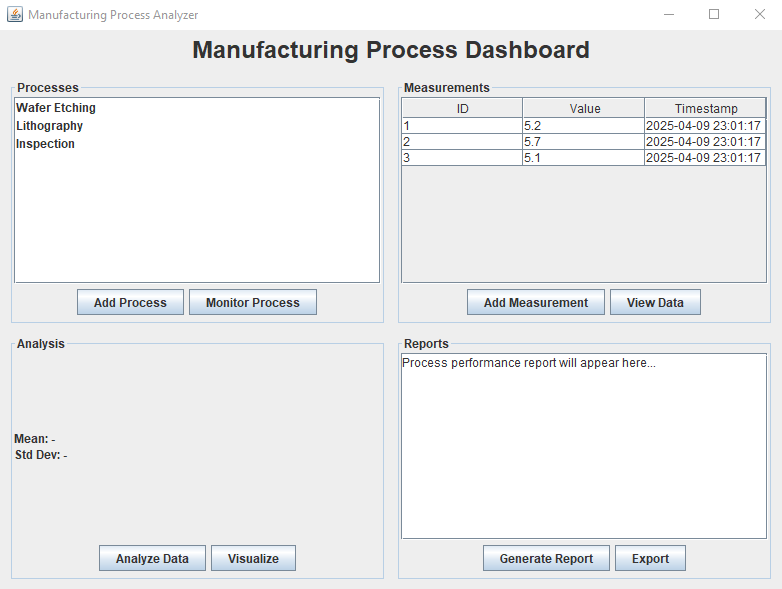 Manufacturing Process Analyzer
Manufacturing Process Dashboard
Processes
Wafer Etching
Lithography
Inspection
Add Process Monitor Process
Measurements
ID Value Timestamp
1 5.2 2025-04-09 23:01:17
2 5.7 2025-04-09 23:01:17
3 5.1 2025-04-09 23:01:17
Add Measurement View Data
Analysis
Mean: -
Std Dev: -
Analyze Data Visualize
Reports
Process performance report will appear here...
Generate Report Export